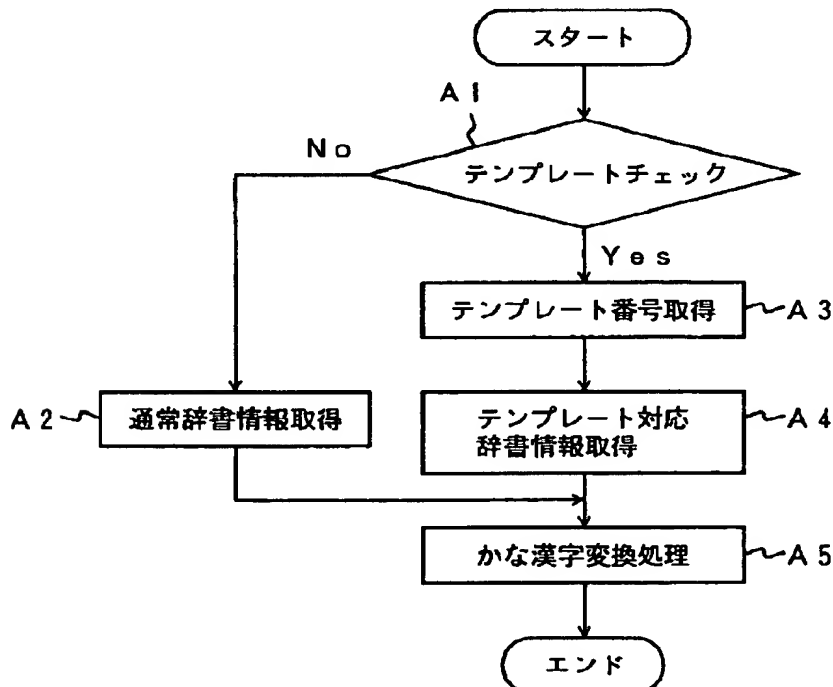 スタート
A1
No
テンプレートチェック
Yes
テンプレート番号取得
A3
A2
通常辞書情報取得
テンプレート対応
辞書情報取得
A4
かな漢字変換処理
A5
エンド